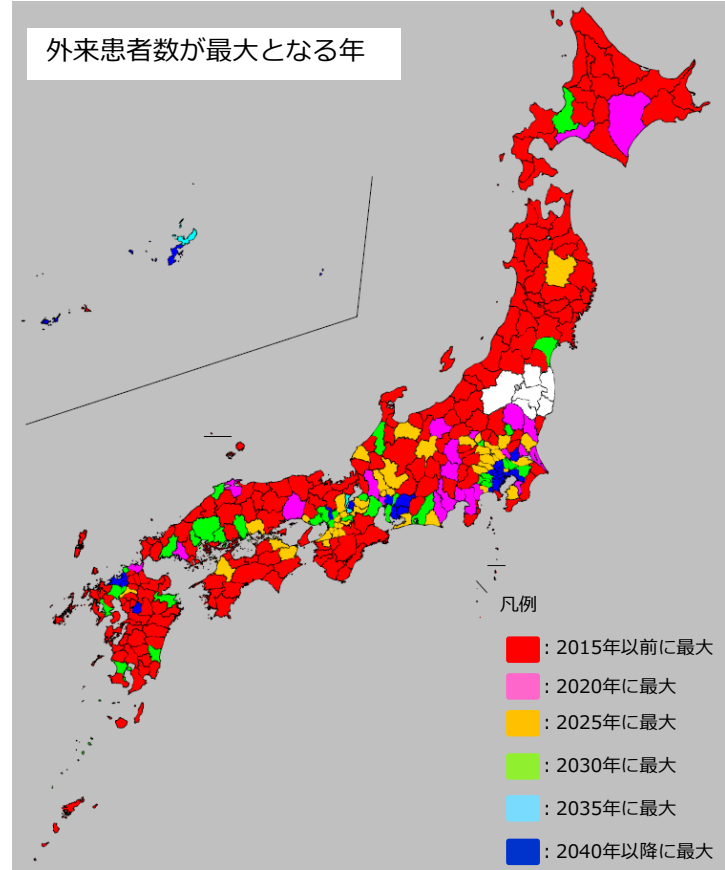 外来患者数が最大となる年
凡例
：2015年以前に最大
：2020年に最大
：2025年に最大
：2030年に最大
：2035年に最大
：2040年以降に最大